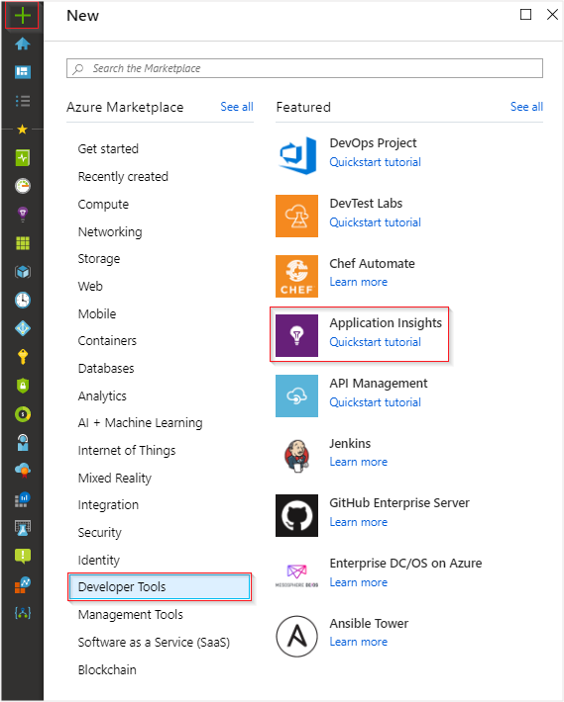 New
Search the Marketplace
Azure Marketplace See all
Get started
Recently created
Compute
Networking
Storage
Web
Mobile
Containers
Databases
Analytics
AI + Machine Learning
Internet of Things
Mixed Reality
Integration
Security
Identity
Developer Tools
Management Tools
Software as a Service (SaaS)
Blockchain
Featured See all
DevOps Project
Quickstart tutorial
DevTest Labs
Quickstart tutorial
CHEF
Chef Automate
Learn more
Application Insights
Quickstart tutorial
API Management
Quickstart tutorial
Jenkins
Learn more
GitHub Enterprise Server
Learn more
MESOSPHERE DC/OS
Enterprise DC/OS on Azure
Learn more
Ansible Tower
Learn more